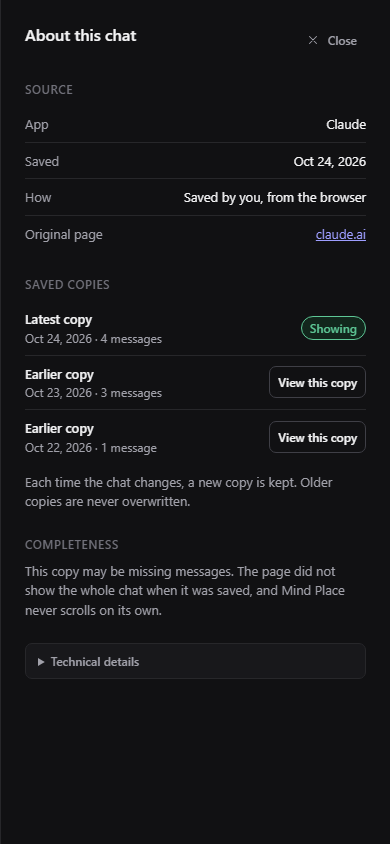 About this chat
Close
SOURCE
App Claude
Saved Oct 24, 2026
How Saved by you, from the browser
Original page claude.ai
SAVED COPIES
Latest copy
Showing
Oct 24, 2026 · 4 messages
Earlier copy
View this copy
Oct 23, 2026 · 3 messages
Earlier copy
View this copy
Oct 22, 2026 · 1 message
Each time the chat changes, a new copy is kept. Older
copies are never overwritten.
COMPLETENESS
This copy may be missing messages. The page did not
show the whole chat when it was saved, and Mind Place
never scrolls on its own.
Technical details